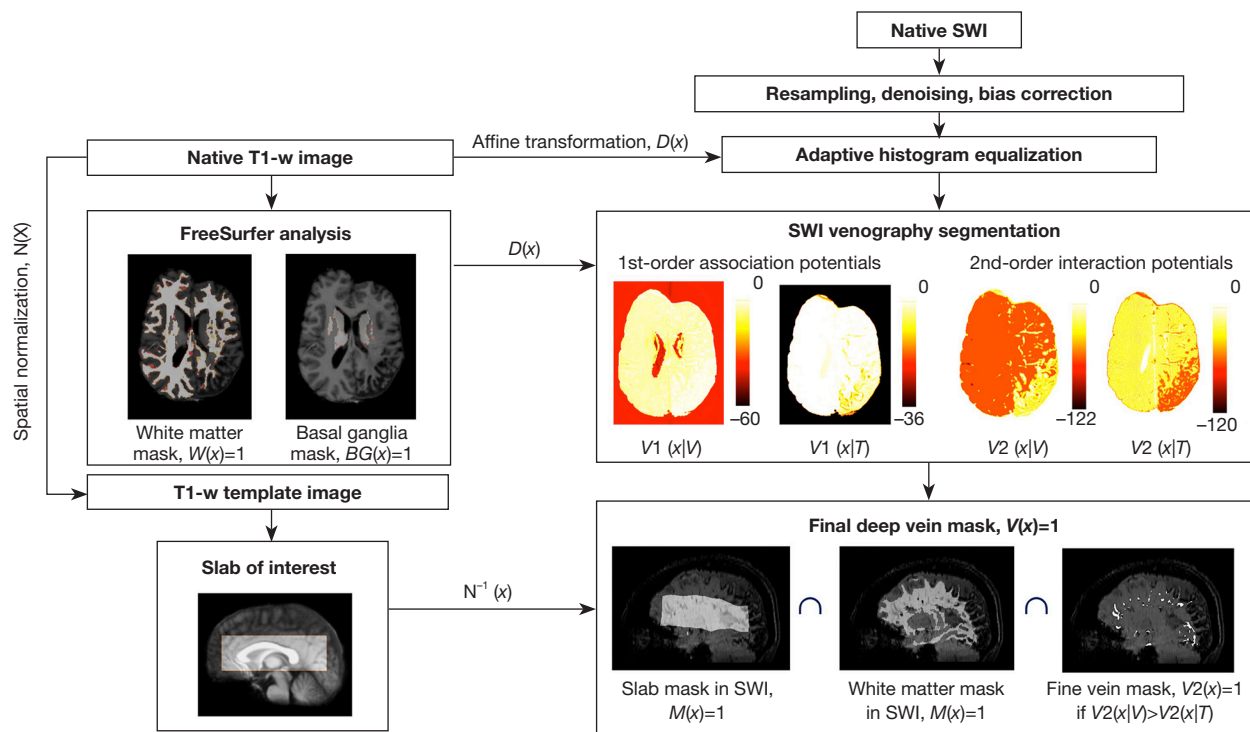 Native SWI
Resampling, denoising, bias correction
Affine transformation, D(x)
Native T1-w image
Adaptive histogram equalization
Spatial normalization, N(X)
FreeSurfer analysis
White matter
mask, W(x)=1
Basal ganglia
mask, BG(x)=1
D(x)
SWI venography segmentation
1st-order association potentials
2nd-order interaction potentials
0
−60
0
−36
0
−122
0
−120
V1 (x|V)
V1 (x|T)
V2 (x|V)
V2 (x|T)
T1-w template image
Slab of interest
N⁻¹ (x)
Final deep vein mask, V(x)=1
∩
∩
Slab mask in SWI,
M(x)=1
White matter mask
in SWI, M(x)=1
Fine vein mask, V2(x)=1
if V2(x|V)>V2(x|T)